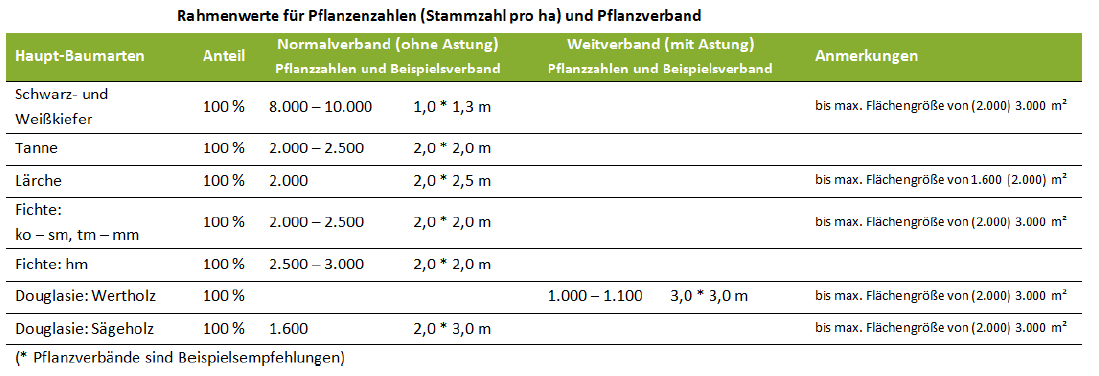 Rahmenwerte für Pflanzenzahlen (Stammzahl pro ha) und Pflanzverband
Haupt-Baumarten Anteil Normalverband (ohne Astung) Pflanzzahlen und Beispielsverband Weitverband (mit Astung) Pflanzzahlen und Beispielsverband Anmerkungen
Schwarz- und
Weißkiefer 100 % 8.000 – 10.000 1,0 * 1,3 m bis max. Flächengröße von (2.000) 3.000 m²
Tanne 100 % 2.000 – 2.500 2,0 * 2,0 m
Lärche 100 % 2.000 2,0 * 2,5 m bis max. Flächengröße von 1.600 (2.000) m²
Fichte:
ko – sm, tm – mm 100 % 2.000 – 2.500 2,0 * 2,0 m bis max. Flächengröße von (2.000) 3.000 m²
Fichte: hm 100 % 2.500 – 3.000 2,0 * 2,0 m
Douglasie: Wertholz 100 % 1.000 – 1.100 3,0 * 3,0 m bis max. Flächengröße von (2.000) 3.000 m²
Douglasie: Sägeholz 100 % 1.600 2,0 * 3,0 m bis max. Flächengröße von (2.000) 3.000 m²
(* Pflanzverbände sind Beispielsempfehlungen)